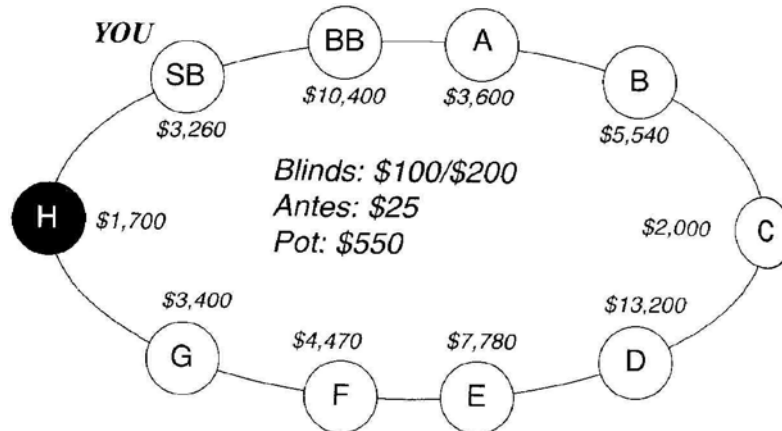 YOU
SB
$3,260
BB
$10,400
A
$3,600
B
$5,540
H
$1,700
Blinds: $100/$200
Antes: $25
Pot: $550
$2,000
C
$3,400
G
$4,470
F
$7,780
E
$13,200
D